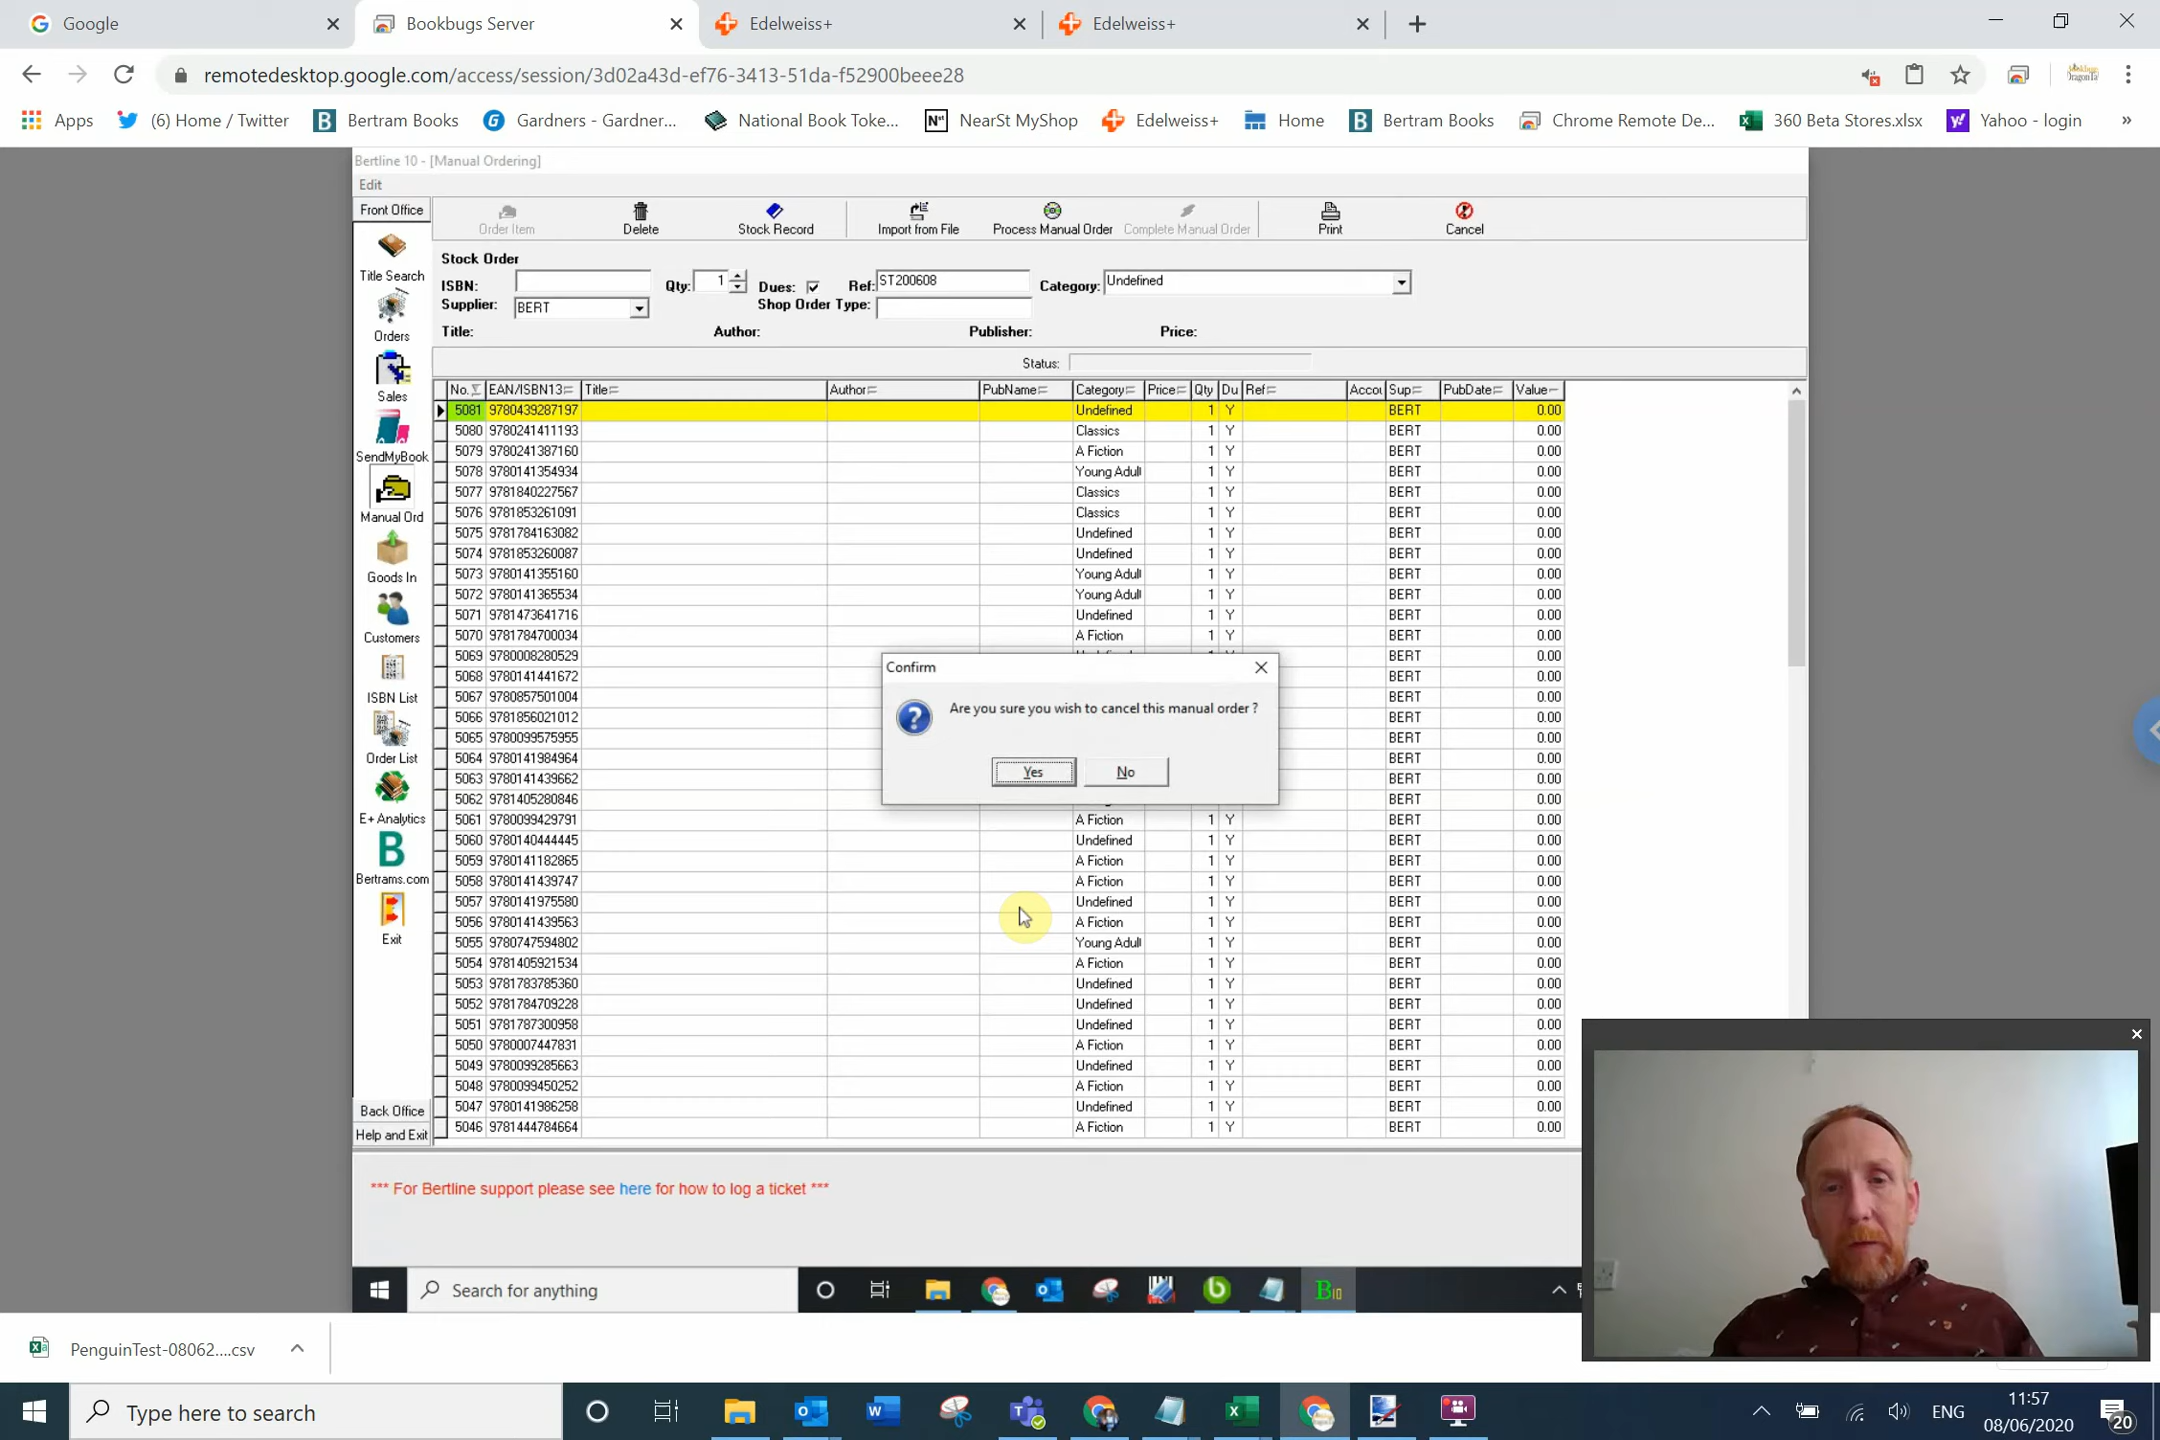 Google
Bookbugs Server
Edelweiss+
Edelweiss+
remotedesktop.google.com/access/session/3d02a43d-ef76-3413-51da-f52900beee28
Apps
(6) Home / Twitter
Bertram Books
Gardners - Gardner...
National Book Toke...
NearSt MyShop
Edelweiss+
Home
Bertram Books
Chrome Remote De...
360 Beta Stores.xlsx
Yahoo - login
Bertline 10 - [Manual Ordering]
Edit
Front Office
Order Item
Delete
Stock Record
Import from File
Process Manual Order
Complete Manual Order
Print
Cancel
Stock Order
ISBN:
Qty: 1
Dues:
Ref: ST200608
Category: Undefined
Supplier: BERT
Shop Order Type:
Title:
Author:
Publisher:
Price:
Status:
Title Search
Orders
Sales
SendMyBook
Manual Ord
Goods In
Customers
ISBN List
Order List
E+ Analytics
Bertrams.com
Exit
Back Office
Help and Exit
No. EAN/ISBN13 Title Author PubName Category Price Qty Du Ref Accou Sup PubDate Value
5081 9780439287197 Undefined 1 Y BERT 0.00
5080 9780241411193 Classics 1 Y BERT 0.00
5079 9780241387160 A Fiction 1 Y BERT 0.00
5078 9780141354934 Young Adul 1 Y BERT 0.00
5077 9781840227567 Classics 1 Y BERT 0.00
5076 9781853261091 Classics 1 Y BERT 0.00
5075 9781784163082 Undefined 1 Y BERT 0.00
5074 9781853260087 Undefined 1 Y BERT 0.00
5073 9780141355160 Young Adul 1 Y BERT 0.00
5072 9780141365534 Young Adul 1 Y BERT 0.00
5071 9781473641716 Undefined 1 Y BERT 0.00
5070 9781784700034 A Fiction 1 Y BERT 0.00
5069 9780008280529 BERT 0.00
5068 9780141441672 BERT 0.00
5067 9780857501004 BERT 0.00
5066 9781856021012 BERT 0.00
5065 9780099575955 BERT 0.00
5064 9780141984964 BERT 0.00
5063 9780141439662 BERT 0.00
5062 9781405280846 BERT 0.00
5061 9780099429791 A Fiction 1 Y BERT 0.00
5060 9780140444445 Undefined 1 Y BERT 0.00
5059 9780141182865 A Fiction 1 Y BERT 0.00
5058 9780141439747 A Fiction 1 Y BERT 0.00
5057 9780141975580 Undefined 1 Y BERT 0.00
5056 9780141439563 A Fiction 1 Y BERT 0.00
5055 9780747594802 Young Adul 1 Y BERT 0.00
5054 9781405921534 A Fiction 1 Y BERT 0.00
5053 9781783785360 Undefined 1 Y BERT 0.00
5052 9781784709228 Undefined 1 Y BERT 0.00
5051 9781787300958 Undefined 1 Y BERT 0.00
5050 9780007447831 A Fiction 1 Y BERT 0.00
5049 9780099285663 Undefined 1 Y BERT 0.00
5048 9780099450252 A Fiction 1 Y BERT 0.00
5047 9780141986258 Undefined 1 Y BERT 0.00
5046 9781444784664 A Fiction 1 Y BERT 0.00
Confirm
Are you sure you wish to cancel this manual order ?
Yes
No
*** For Bertline support please see here for how to log a ticket ***
Search for anything
PenguinTest-08062....csv
Type here to search
ENG
11:57
08/06/2020
20